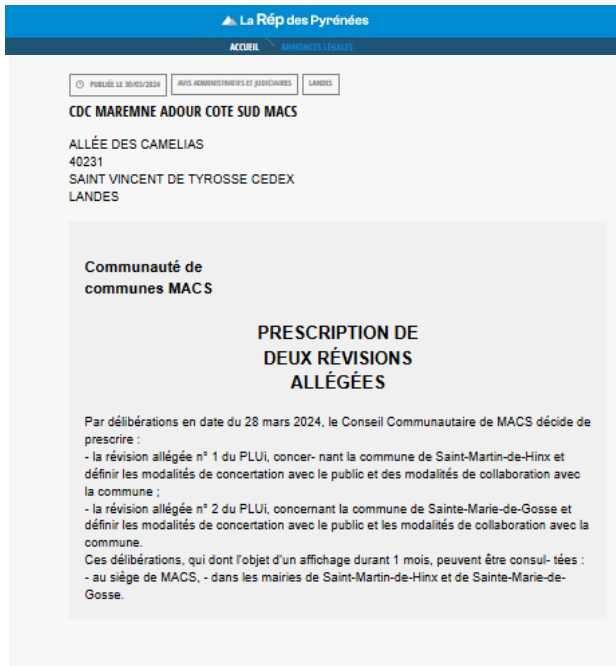 La Rép des Pyrénées
ACCUEIL ANNONCES LÉGALES
PUBLIÉE LE 30/03/2024 AVIS ADMINISTRATIFS ET JUDICIAIRES LANDES
CDC MAREMNE ADOUR COTE SUD MACS
ALLÉE DES CAMELIAS
40231
SAINT VINCENT DE TYROSSE CEDEX
LANDES
Communauté de
communes MACS
PRESCRIPTION DE
DEUX RÉVISIONS
ALLÉGÉES
Par délibérations en date du 28 mars 2024, le Conseil Communautaire de MACS décide de
prescrire :
- la révision allégée n° 1 du PLUi, concer- nant la commune de Saint-Martin-de-Hinx et
définir les modalités de concertation avec le public et des modalités de collaboration avec
la commune ;
- la révision allégée n° 2 du PLUi, concernant la commune de Sainte-Marie-de-Gosse et
définir les modalités de concertation avec le public et les modalités de collaboration avec la
commune.
Ces délibérations, qui dont l'objet d'un affichage durant 1 mois, peuvent être consul- tées :
- au siège de MACS, - dans les mairies de Saint-Martin-de-Hinx et de Sainte-Marie-de-
Gosse.